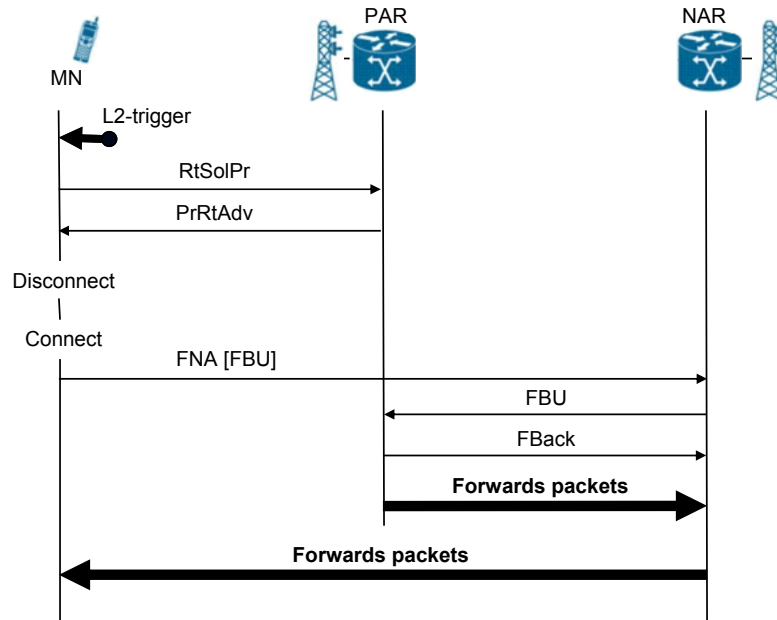 PAR
NAR
MN
L2-trigger
RtSolPr
PrRtAdv
Disconnect
Connect
FNA [FBU]
FBU
FBack
Forwards packets
Forwards packets